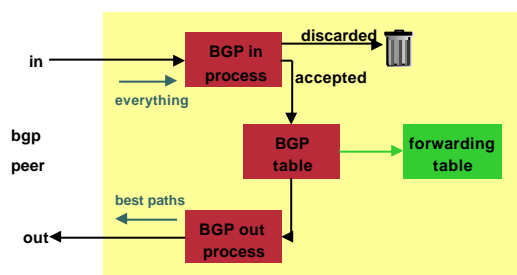 in
BGP in
process
discarded
accepted
everything
bgp
peer
BGP
table
forwarding
table
best paths
out
BGP out
process